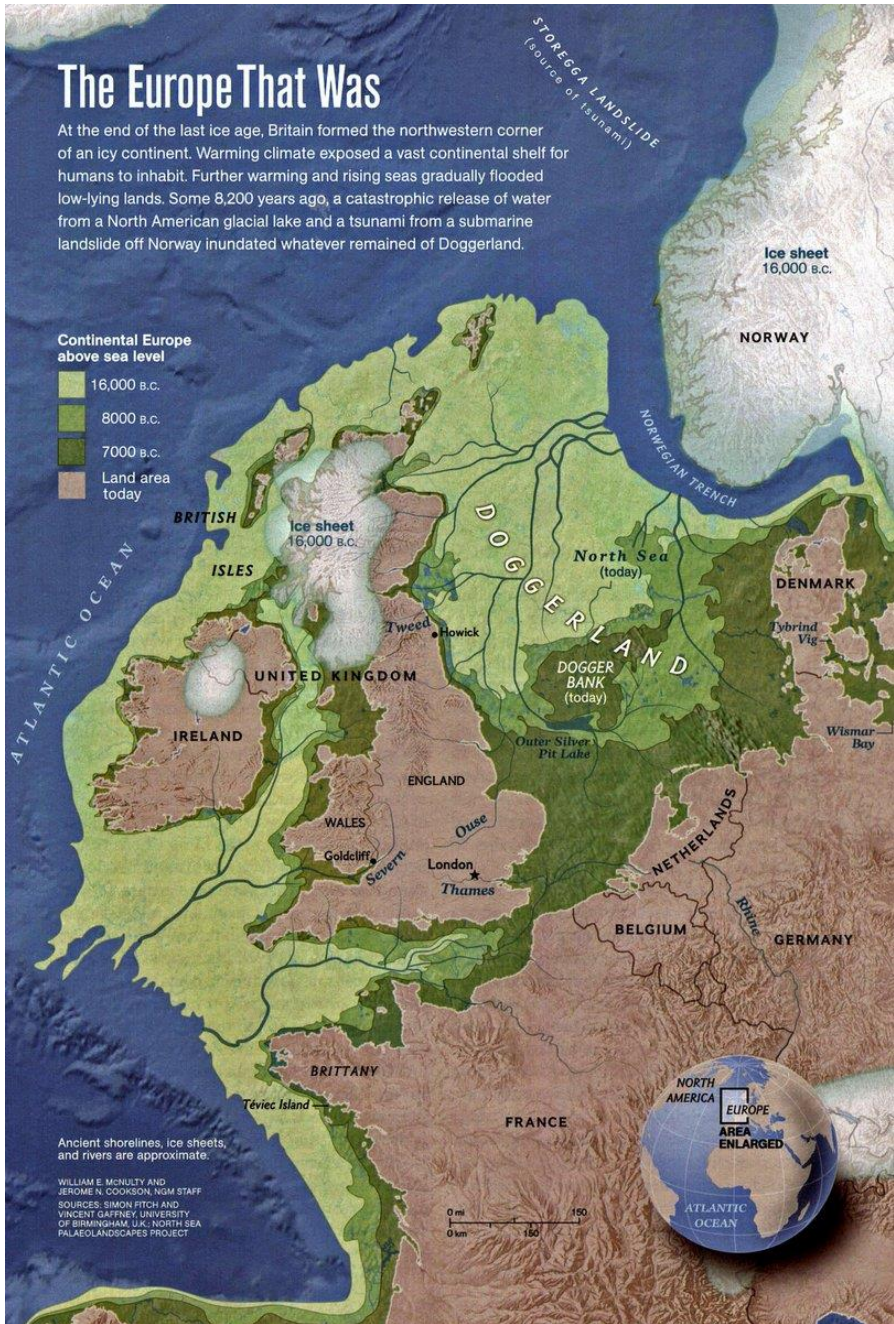 The Europe That Was
At the end of the last ice age, Britain formed the northwestern corner
of an icy continent. Warming climate exposed a vast continental shelf for
humans to inhabit. Further warming and rising seas gradually flooded
low-lying lands. Some 8,200 years ago, a catastrophic release of water
from a North American glacial lake and a tsunami from a submarine
landslide off Norway inundated whatever remained of Doggerland.
STOREGGA LANDSLIDE
(source of tsunami)
Ice sheet
16,000 B.C.
NORWAY
Continental Europe
above sea level
16,000 B.C.
8000 B.C.
7000 B.C.
Land area
today
NORWEGIAN TRENCH
BRITISH
ISLES
Ice sheet
16,000 B.C.
DOGGERLAND
North Sea
(today)
DENMARK
Tybrind
Vig
ATLANTIC OCEAN
Tweed
Howick
UNITED KINGDOM
DOGGER
BANK
(today)
IRELAND
Outer Silver
Pit Lake
Wismar
Bay
ENGLAND
WALES
Ouse
NETHERLANDS
Goldcliff
Severn
London
Thames
BELGIUM
Rhine
GERMANY
BRITTANY
Téviec Island
FRANCE
NORTH
AMERICA
EUROPE
AREA
ENLARGED
ATLANTIC
OCEAN
Ancient shorelines, ice sheets,
and rivers are approximate.
WILLIAM E. McNULTY AND
JEROME N. COOKSON, NGM STAFF
SOURCES: SIMON FITCH AND
VINCENT GAFFNEY, UNIVERSITY
OF BIRMINGHAM, U.K.; NORTH SEA
PALAEOLANDSCAPES PROJECT
0 mi 150
0 km 150